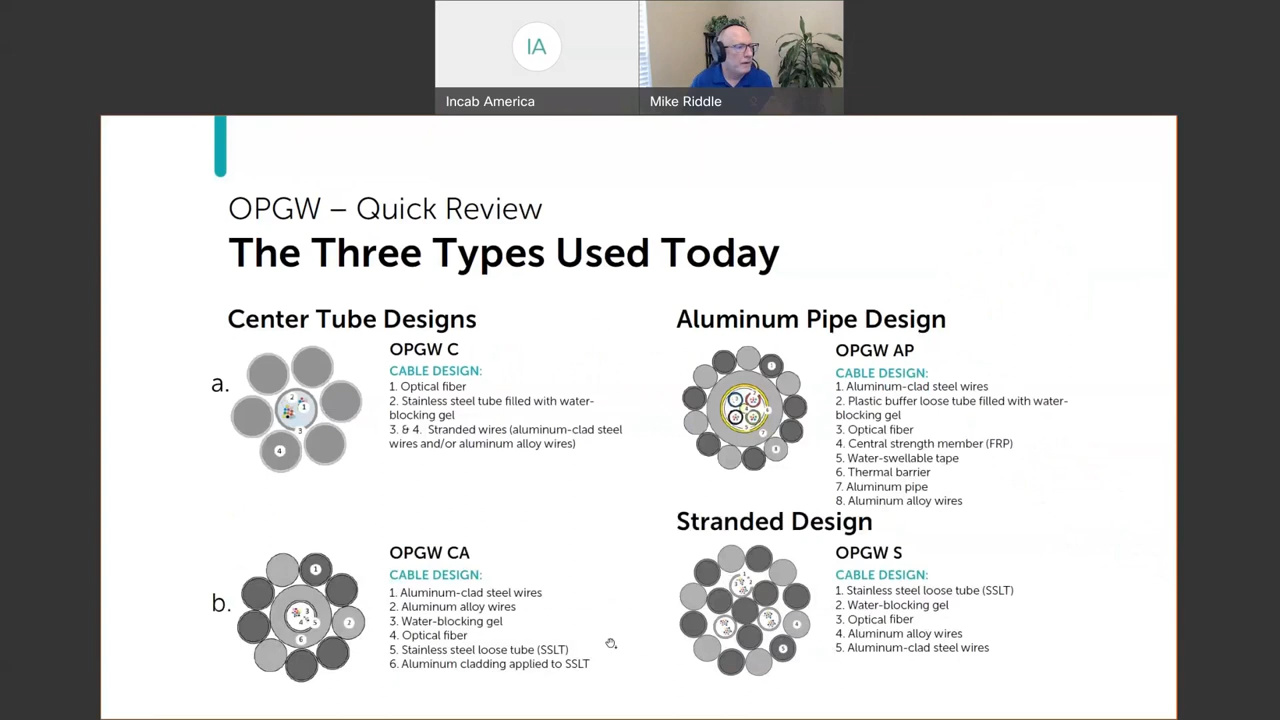 IA
Incab America
Mike Riddle
OPGW – Quick Review
The Three Types Used Today
Center Tube Designs
a.
OPGW C
CABLE DESIGN:
1. Optical fiber
2. Stainless steel tube filled with water-
blocking gel
3. & 4. Stranded wires (aluminum-clad steel
wires and/or aluminum alloy wires)
b.
OPGW CA
CABLE DESIGN:
1. Aluminum-clad steel wires
2. Aluminum alloy wires
3. Water-blocking gel
4. Optical fiber
5. Stainless steel loose tube (SSLT)
6. Aluminum cladding applied to SSLT
Aluminum Pipe Design
OPGW AP
CABLE DESIGN:
1. Aluminum-clad steel wires
2. Plastic buffer loose tube filled with water-
blocking gel
3. Optical fiber
4. Central strength member (FRP)
5. Water-swellable tape
6. Thermal barrier
7. Aluminum pipe
8. Aluminum alloy wires
Stranded Design
OPGW S
CABLE DESIGN:
1. Stainless steel loose tube (SSLT)
2. Water-blocking gel
3. Optical fiber
4. Aluminum alloy wires
5. Aluminum-clad steel wires